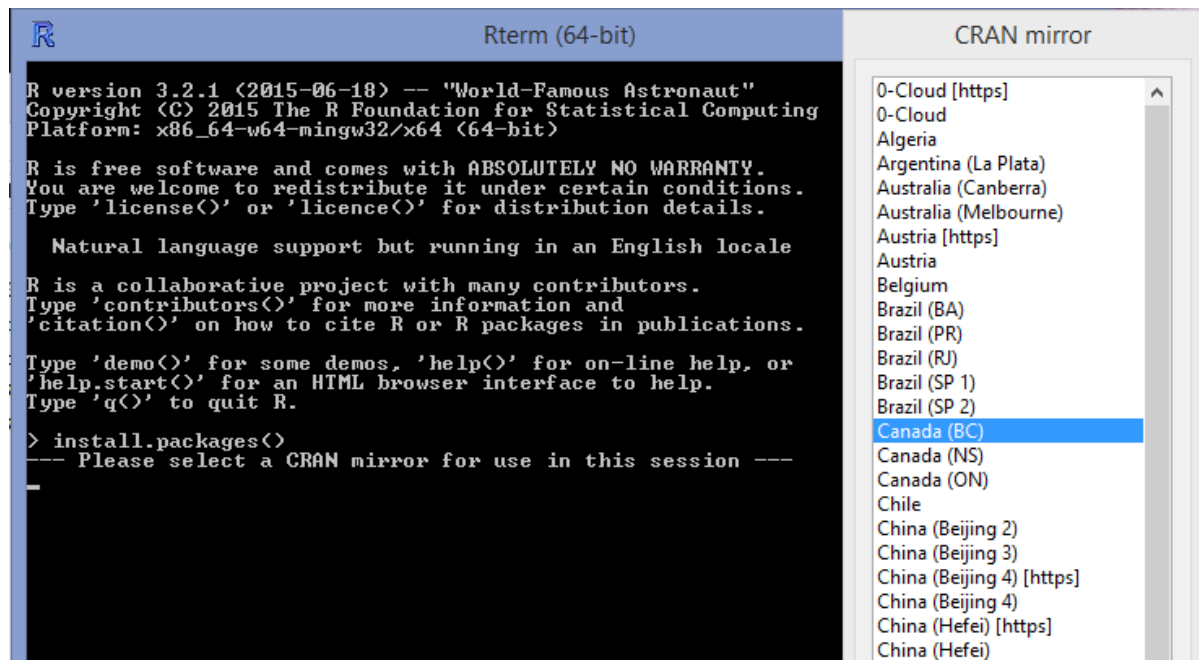 Rterm (64-bit)
R version 3.2.1 (2015-06-18) -- "World-Famous Astronaut"
Copyright (C) 2015 The R Foundation for Statistical Computing
Platform: x86_64-w64-mingw32/x64 (64-bit)
R is free software and comes with ABSOLUTELY NO WARRANTY.
You are welcome to redistribute it under certain conditions.
Type 'license()' or 'licence()' for distribution details.
Natural language support but running in an English locale
R is a collaborative project with many contributors.
Type 'contributors()' for more information and
'citation()' on how to cite R or R packages in publications.
Type 'demo()' for some demos, 'help()' for on-line help, or
'help.start()' for an HTML browser interface to help.
Type 'q()' to quit R.
> install.packages()
--- Please select a CRAN mirror for use in this session ---
CRAN mirror
0-Cloud [https]
0-Cloud
Algeria
Argentina (La Plata)
Australia (Canberra)
Australia (Melbourne)
Austria [https]
Austria
Belgium
Brazil (BA)
Brazil (PR)
Brazil (RJ)
Brazil (SP 1)
Brazil (SP 2)
Canada (BC)
Canada (NS)
Canada (ON)
Chile
China (Beijing 2)
China (Beijing 3)
China (Beijing 4) [https]
China (Beijing 4)
China (Hefei) [https]
China (Hefei)